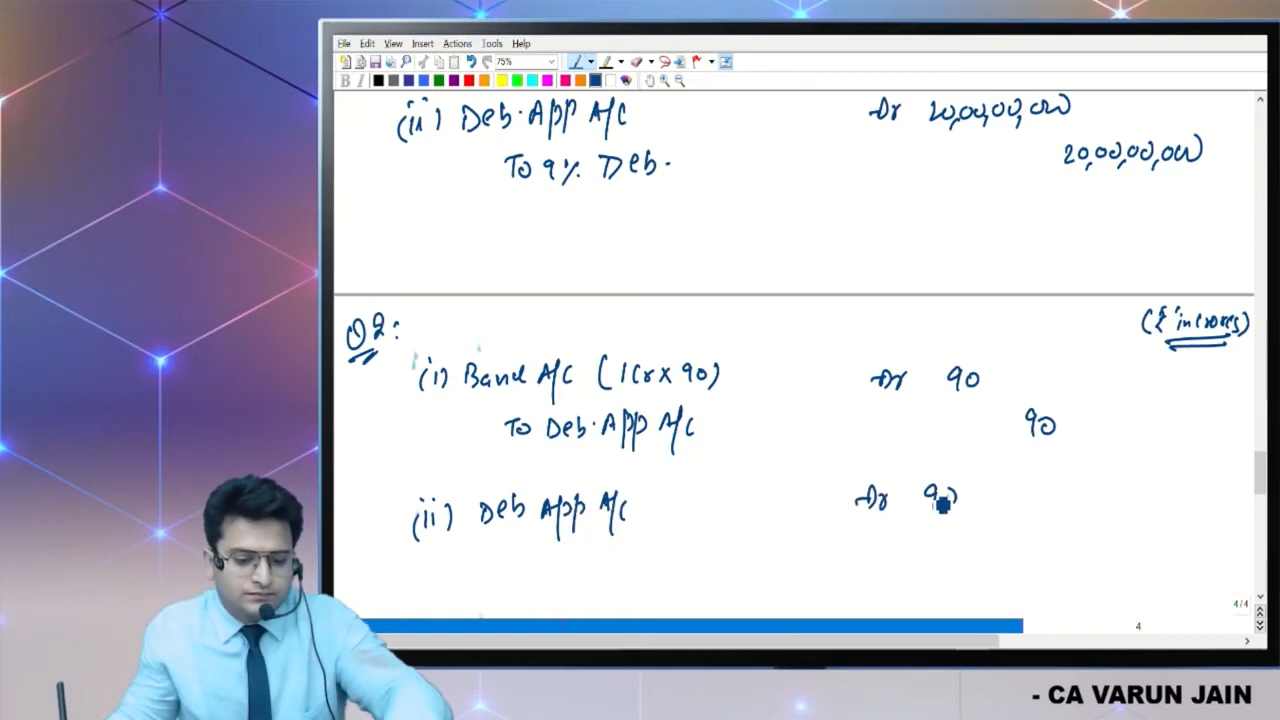 File Edit View Insert Actions Tools Help
75%
B I
(ii) Deb. App A/C Dr 20,00,00,000
To 9% Deb. 20,00,00,000
Q2: (₹ in crores)
(i) Bank A/C (1Cr x 90) Dr 90
To Deb. App A/C 90
(ii) Deb App A/C Dr 90
4/4
4
- CA VARUN JAIN